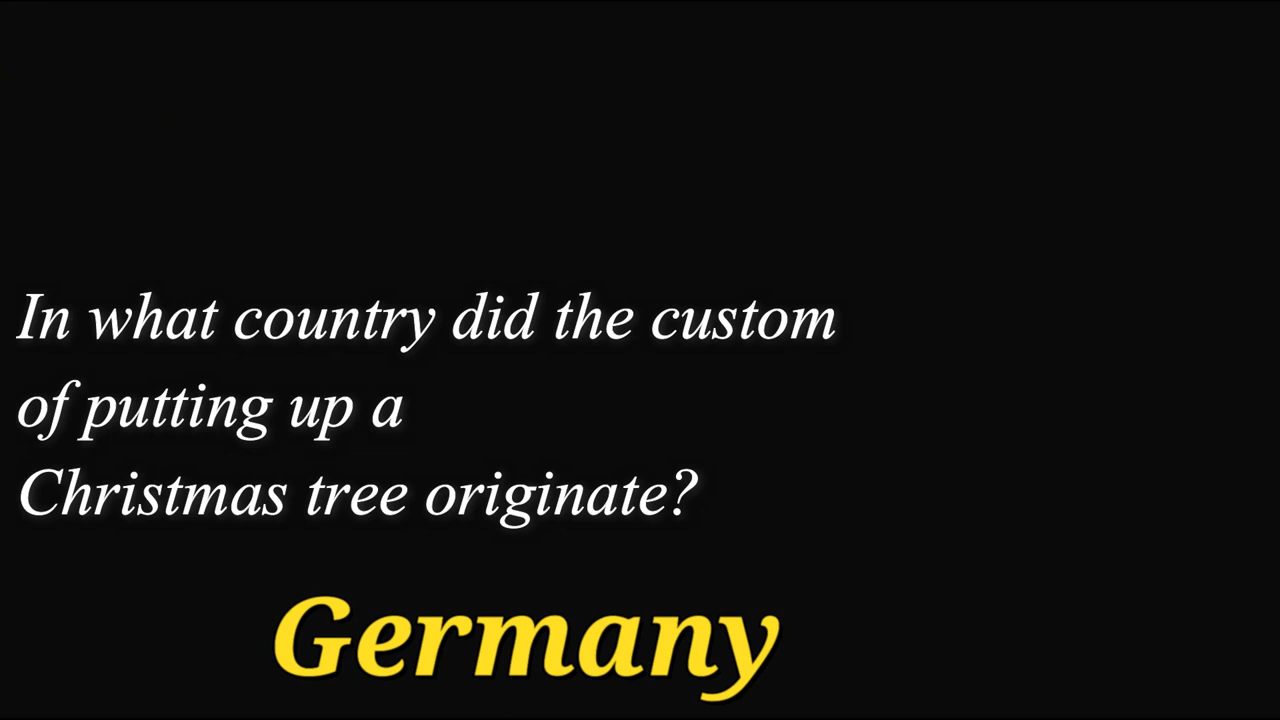 In what country did the custom
of putting up a
Christmas tree originate?
Germany